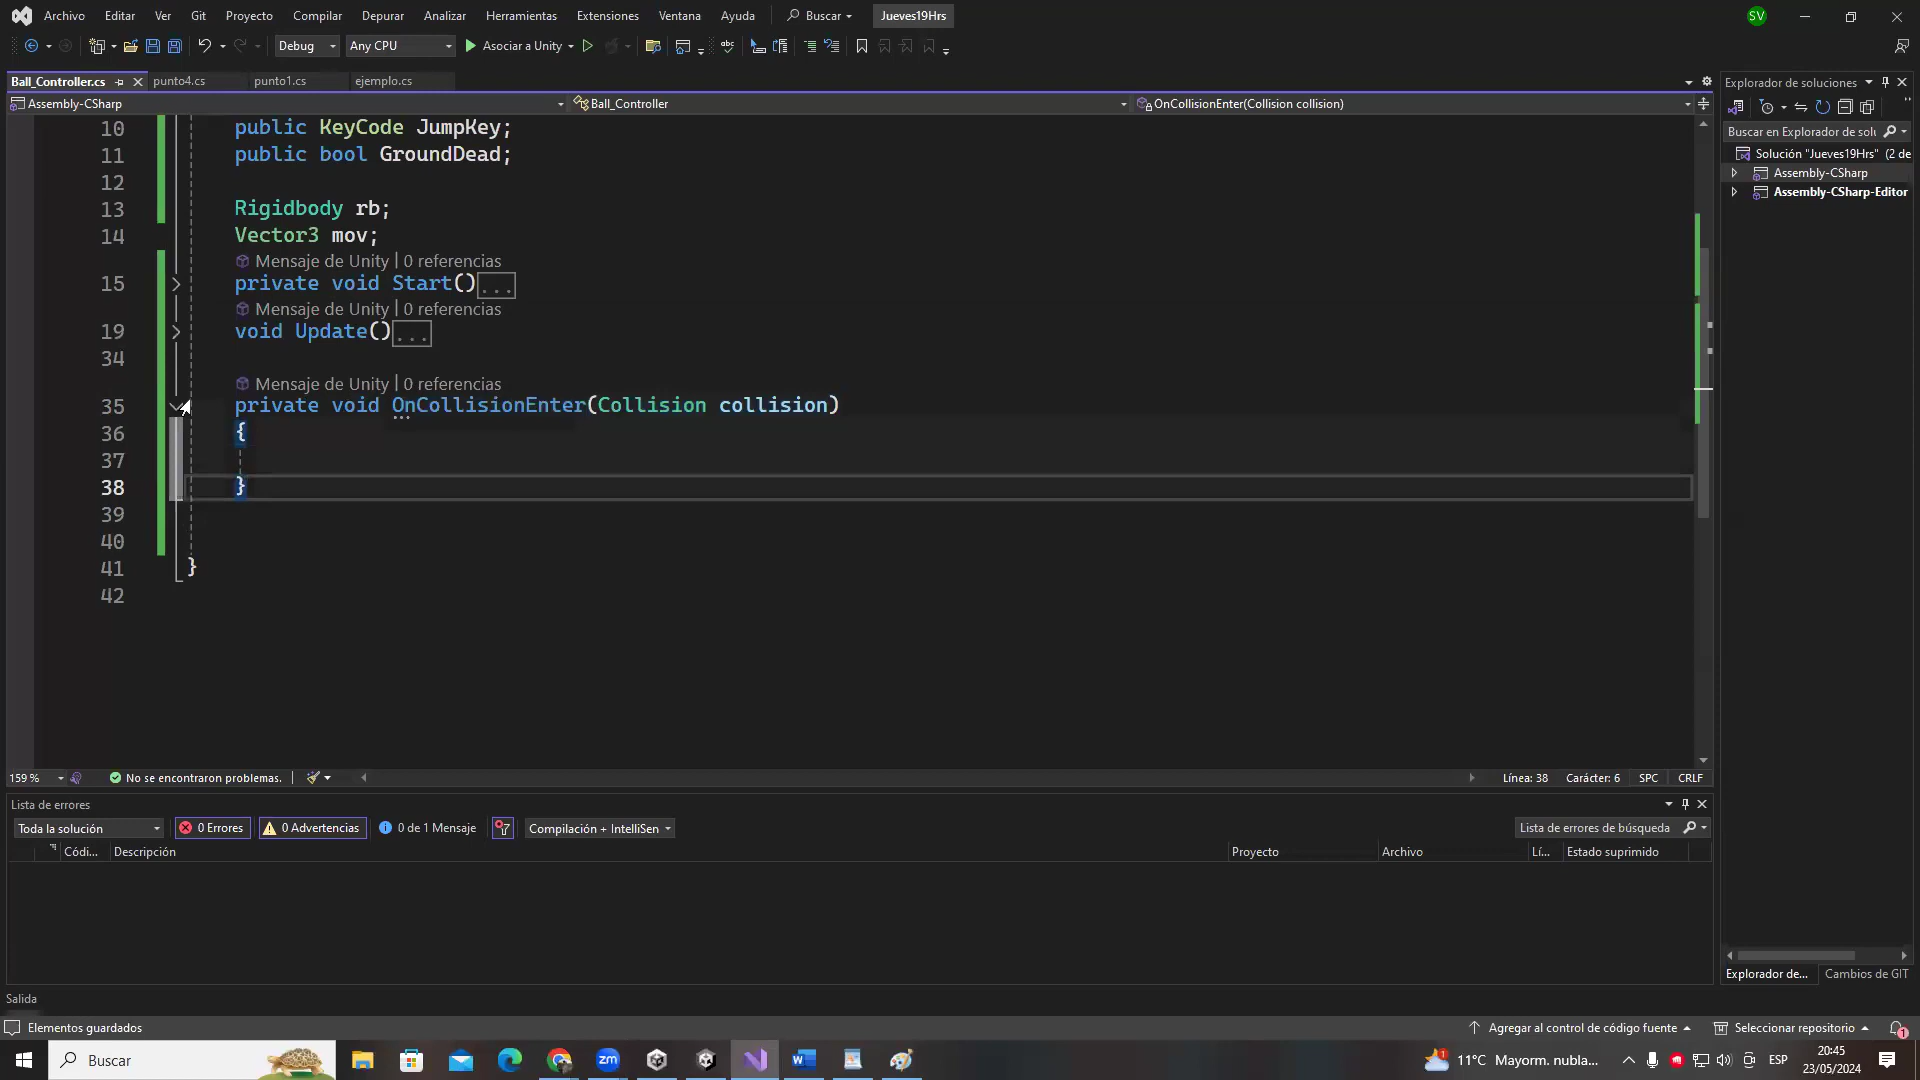 Archivo Editar Ver Git Proyecto Compilar Depurar Analizar Herramientas Extensiones Ventana Ayuda Buscar Jueves19Hrs SV
Debug Any CPU Asociar a Unity
Ball_Controller.cs punto4.cs punto1.cs ejemplo.cs
Assembly-CSharp Ball_Controller OnCollisionEnter(Collision collision)
10 public KeyCode JumpKey;
11 public bool GroundDead;
12
13 Rigidbody rb;
14 Vector3 mov;
Mensaje de Unity | 0 referencias
15 private void Start()...
Mensaje de Unity | 0 referencias
19 void Update()...
34
Mensaje de Unity | 0 referencias
35 private void OnCollisionEnter(Collision collision)
36 {
37
38 }
39
40
41 }
42
159 % No se encontraron problemas. Línea: 38 Carácter: 6 SPC CRLF
Lista de errores
Toda la solución 0 Errores 0 Advertencias 0 de 1 Mensaje Compilación + IntelliSen Lista de errores de búsqueda
Códi... Descripción Proyecto Archivo Lí... Estado suprimido
Salida
Explorador de soluciones
Buscar en Explorador de solu
Solución "Jueves19Hrs" (2 de
Assembly-CSharp
Assembly-CSharp-Editor
Explorador de... Cambios de GIT
Elementos guardados Agregar al control de código fuente Seleccionar repositorio 1
Buscar zm 1 11°C Mayorm. nubla... ESP 20:45
23/05/2024